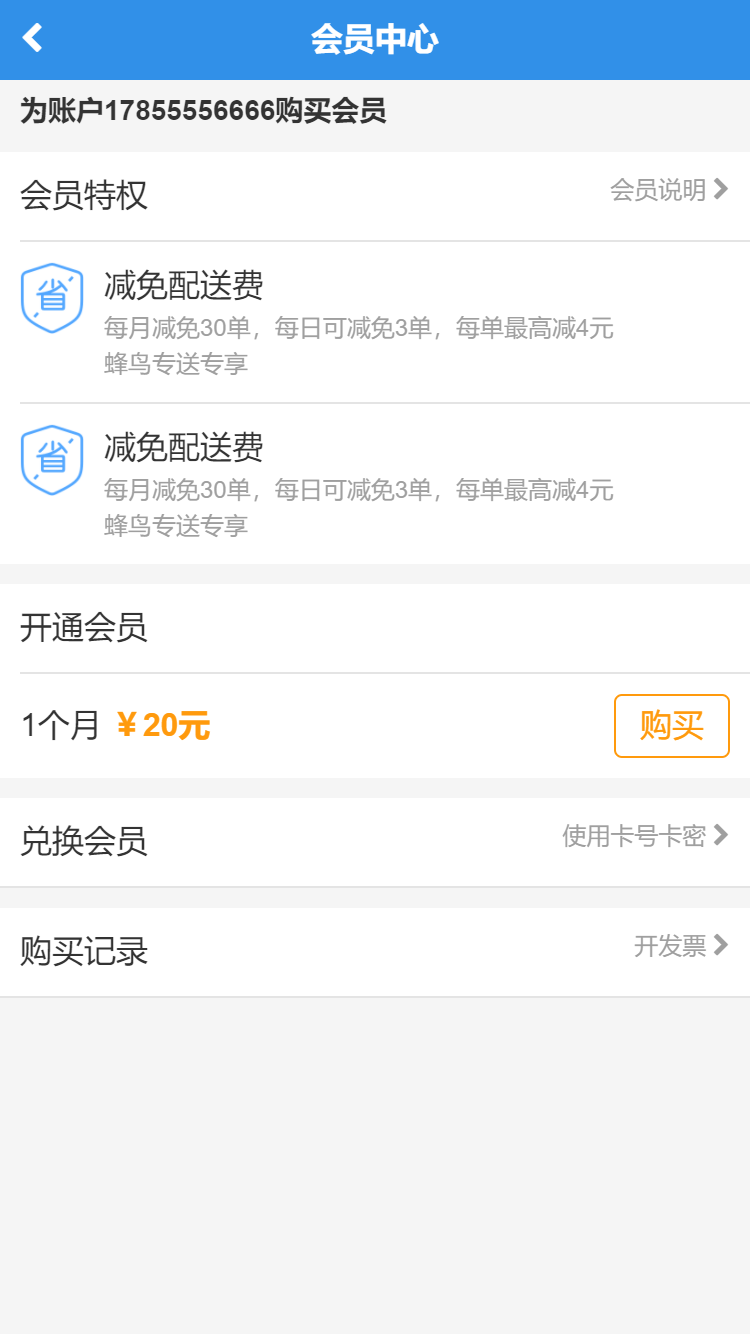 会员中心
为账户17855556666购买会员
会员特权
会员说明
省
减免配送费
每月减免30单，每日可减免3单，每单最高减4元
蜂鸟专送专享
省
减免配送费
每月减免30单，每日可减免3单，每单最高减4元
蜂鸟专送专享
开通会员
1个月 ¥20元
购买
兑换会员
使用卡号卡密
购买记录
开发票